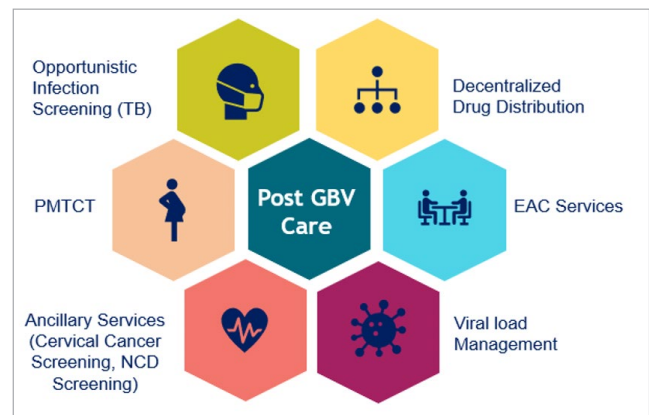 Opportunistic
Infection
Screening (TB)
Decentralized
Drug Distribution
PMTCT
Post GBV
Care
EAC Services
Ancillary Services
(Cervical Cancer
Screening, NCD
Screening)
Viral load
Management